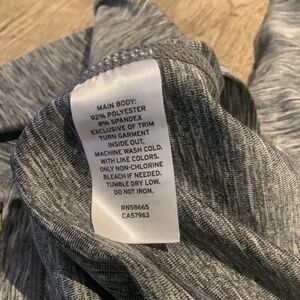 MAIN BODY:
92% POLYESTER
8% SPANDEX
EXCLUSIVE OF TRIM
TURN GARMENT
INSIDE OUT.
MACHINE WASH COLD.
WITH LIKE COLORS.
ONLY NON-CHLORINE
BLEACH IF NEEDED.
TUMBLE DRY LOW.
DO NOT IRON.
RN58665
CA57963